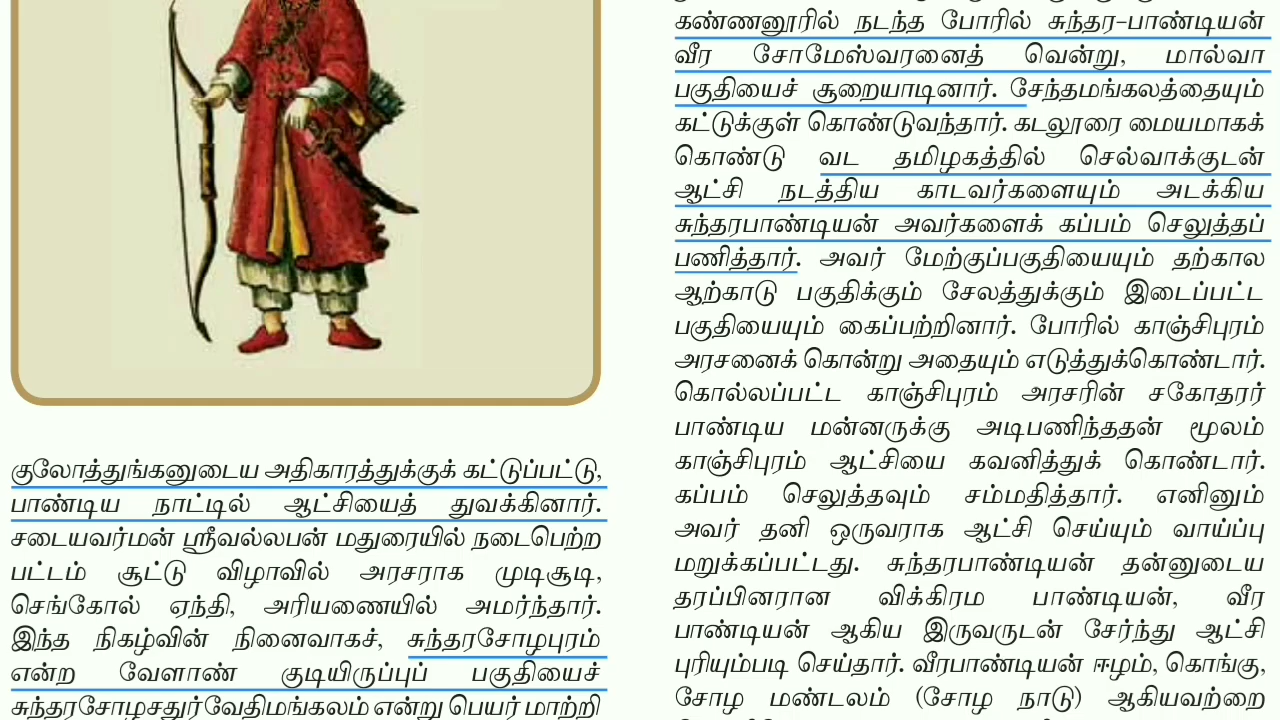 குலோத்துங்கனுடைய அதிகாரத்துக்குக் கட்டுப்பட்டு,
பாண்டிய நாட்டில் ஆட்சியைத் துவக்கினார்.
சடையவர்மன் ஸ்ரீவல்லபன் மதுரையில் நடைபெற்ற
பட்டம் சூட்டு விழாவில் அரசராக முடிசூடி,
செங்கோல் ஏந்தி, அரியணையில் அமர்ந்தார்.
இந்த நிகழ்வின் நினைவாகச், சுந்தரசோழபுரம்
என்ற வேளாண் குடியிருப்புப் பகுதியைச்
சுந்தரசோழசதுர்வேதிமங்கலம் என்று பெயர் மாற்றி
கண்ணனூரில் நடந்த போரில் சுந்தர-பாண்டியன்
வீர சோமேஸ்வரனைத் வென்று, மால்வா
பகுதியைச் சூறையாடினார். சேந்தமங்கலத்தையும்
கட்டுக்குள் கொண்டுவந்தார். கடலூரை மையமாகக்
கொண்டு வட தமிழகத்தில் செல்வாக்குடன்
ஆட்சி நடத்திய காடவர்களையும் அடக்கிய
சுந்தரபாண்டியன் அவர்களைக் கப்பம் செலுத்தப்
பணித்தார். அவர் மேற்குப்பகுதியையும் தற்கால
ஆற்காடு பகுதிக்கும் சேலத்துக்கும் இடைப்பட்ட
பகுதியையும் கைப்பற்றினார். போரில் காஞ்சிபுரம்
அரசனைக் கொன்று அதையும் எடுத்துக்கொண்டார்.
கொல்லப்பட்ட காஞ்சிபுரம் அரசரின் சகோதரர்
பாண்டிய மன்னருக்கு அடிபணிந்ததன் மூலம்
காஞ்சிபுரம் ஆட்சியை கவனித்துக் கொண்டார்.
கப்பம் செலுத்தவும் சம்மதித்தார். எனினும்
அவர் தனி ஒருவராக ஆட்சி செய்யும் வாய்ப்பு
மறுக்கப்பட்டது. சுந்தரபாண்டியன் தன்னுடைய
தரப்பினரான விக்கிரம பாண்டியன், வீர
பாண்டியன் ஆகிய இருவருடன் சேர்ந்து ஆட்சி
புரியும்படி செய்தார். வீரபாண்டியன் ஈழம், கொங்கு,
சோழ மண்டலம் (சோழ நாடு) ஆகியவற்றை